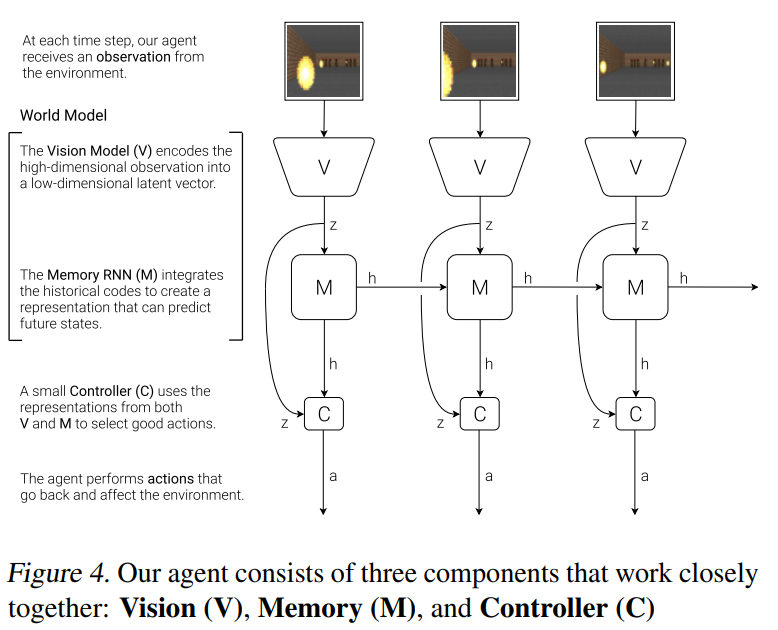 At each time step, our agent
receives an observation from
the environment.
World Model
The Vision Model (V) encodes the
high-dimensional observation into
a low-dimensional latent vector.
V
V
V
z
z
z
The Memory RNN (M) integrates
the historical codes to create a
representation that can predict
future states.
M
h
M
h
M
h
h
h
h
A small Controller (C) uses the
representations from both
V and M to select good actions.
z
C
z
C
z
C
The agent performs actions that
go back and affect the environment.
a
a
a
Figure 4. Our agent consists of three components that work closely
together: Vision (V), Memory (M), and Controller (C)